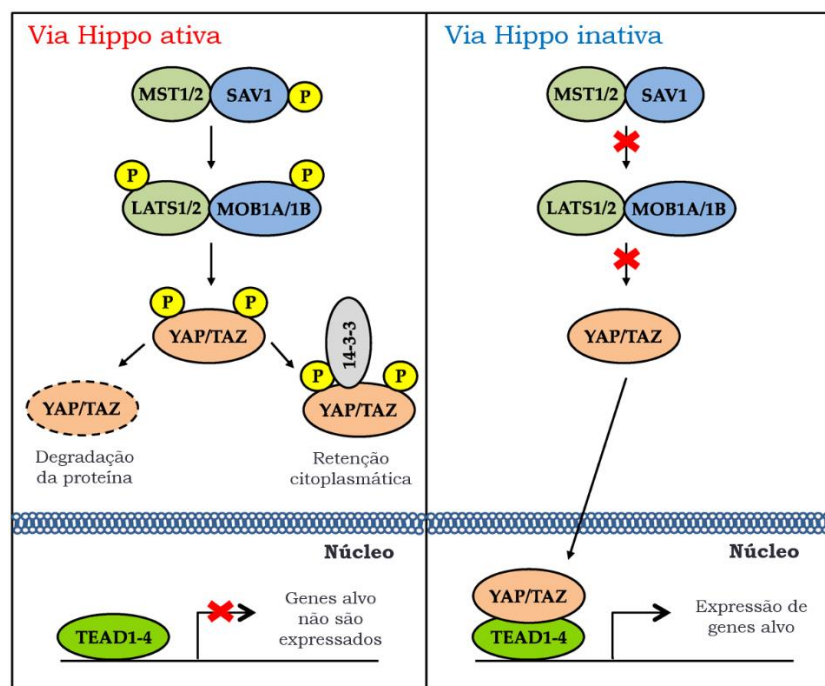 Via Hippo ativa
MST1/2 SAV1 P
P P
LATS1/2 MOB1A/1B
P P
YAP/TAZ
14-3-3
P P
YAP/TAZ
YAP/TAZ
Degradação
da proteína
Retenção
citoplasmática
Núcleo
TEAD1-4
Genes alvo
não são
expressados
Via Hippo inativa
MST1/2 SAV1
LATS1/2 MOB1A/1B
YAP/TAZ
Núcleo
YAP/TAZ
TEAD1-4
Expressão de
genes alvo